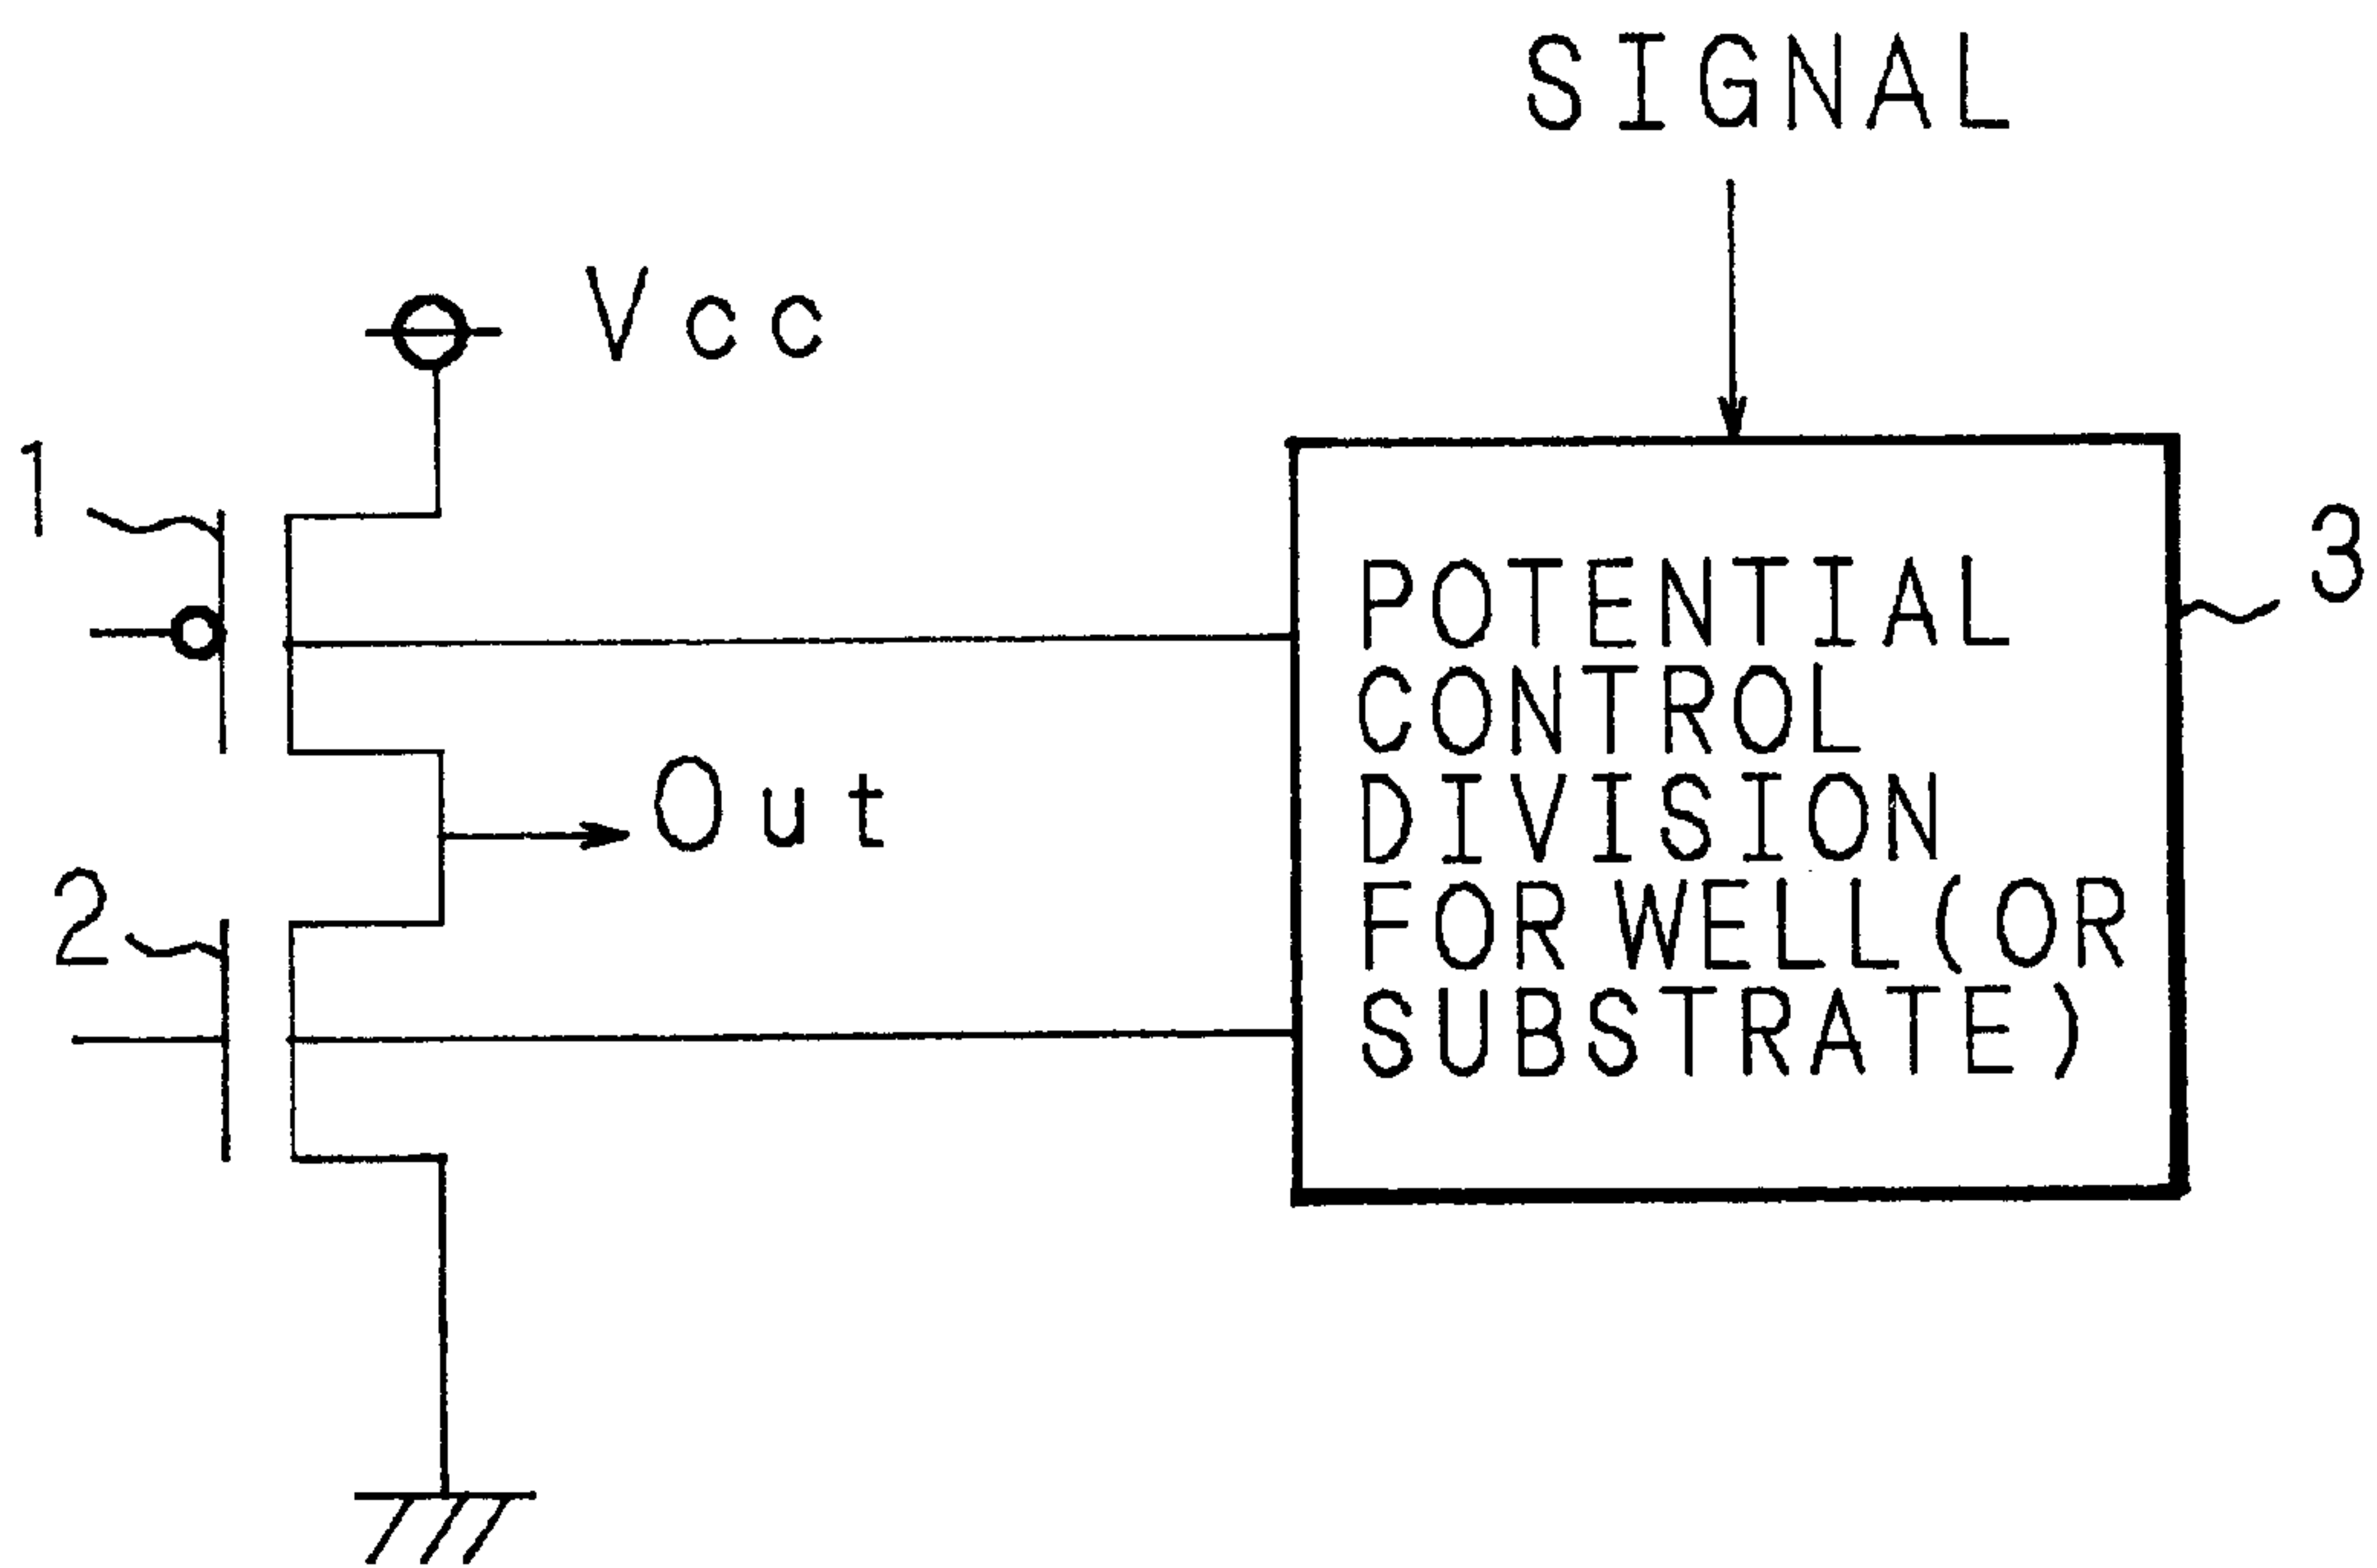 SIGNAL
Vcc
1
3
POTENTIAL
CONTROL
DIVISION
FOR WELL(OR
SUBSTRATE)
Out
2